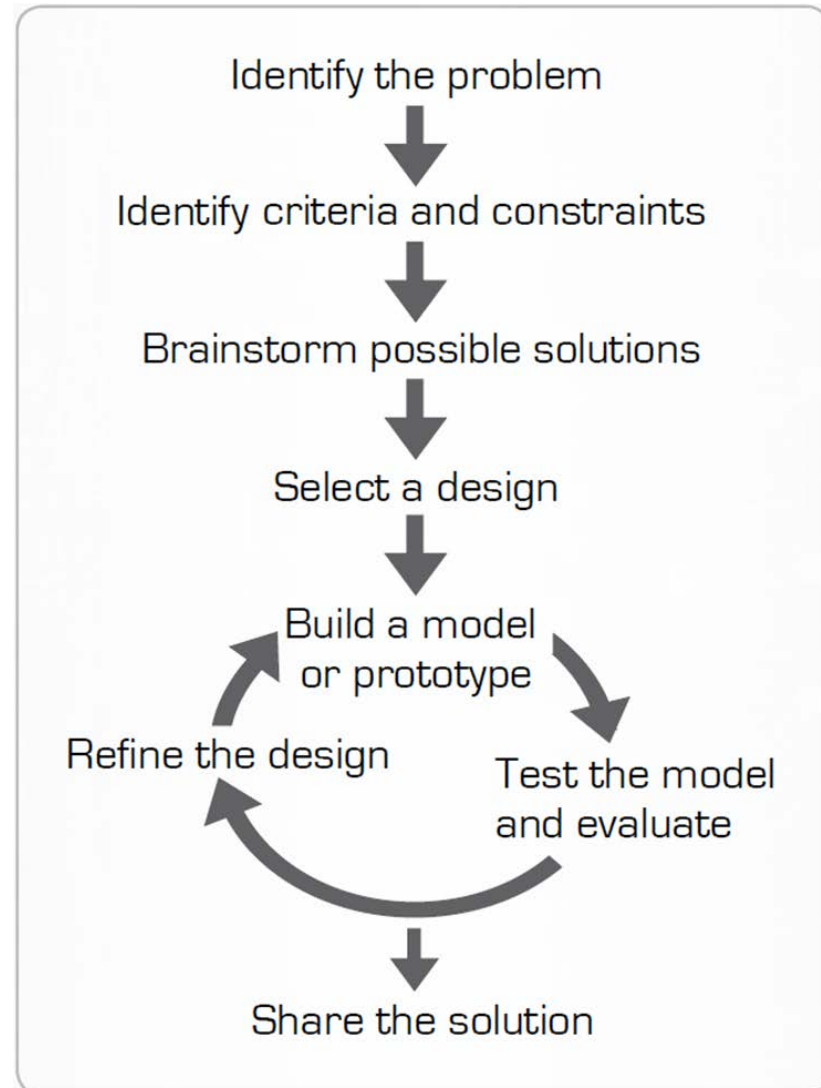 Identify the problem
Identify criteria and constraints
Brainstorm possible solutions
Select a design
Build a model
or prototype
Refine the design
Test the model
and evaluate
Share the solution